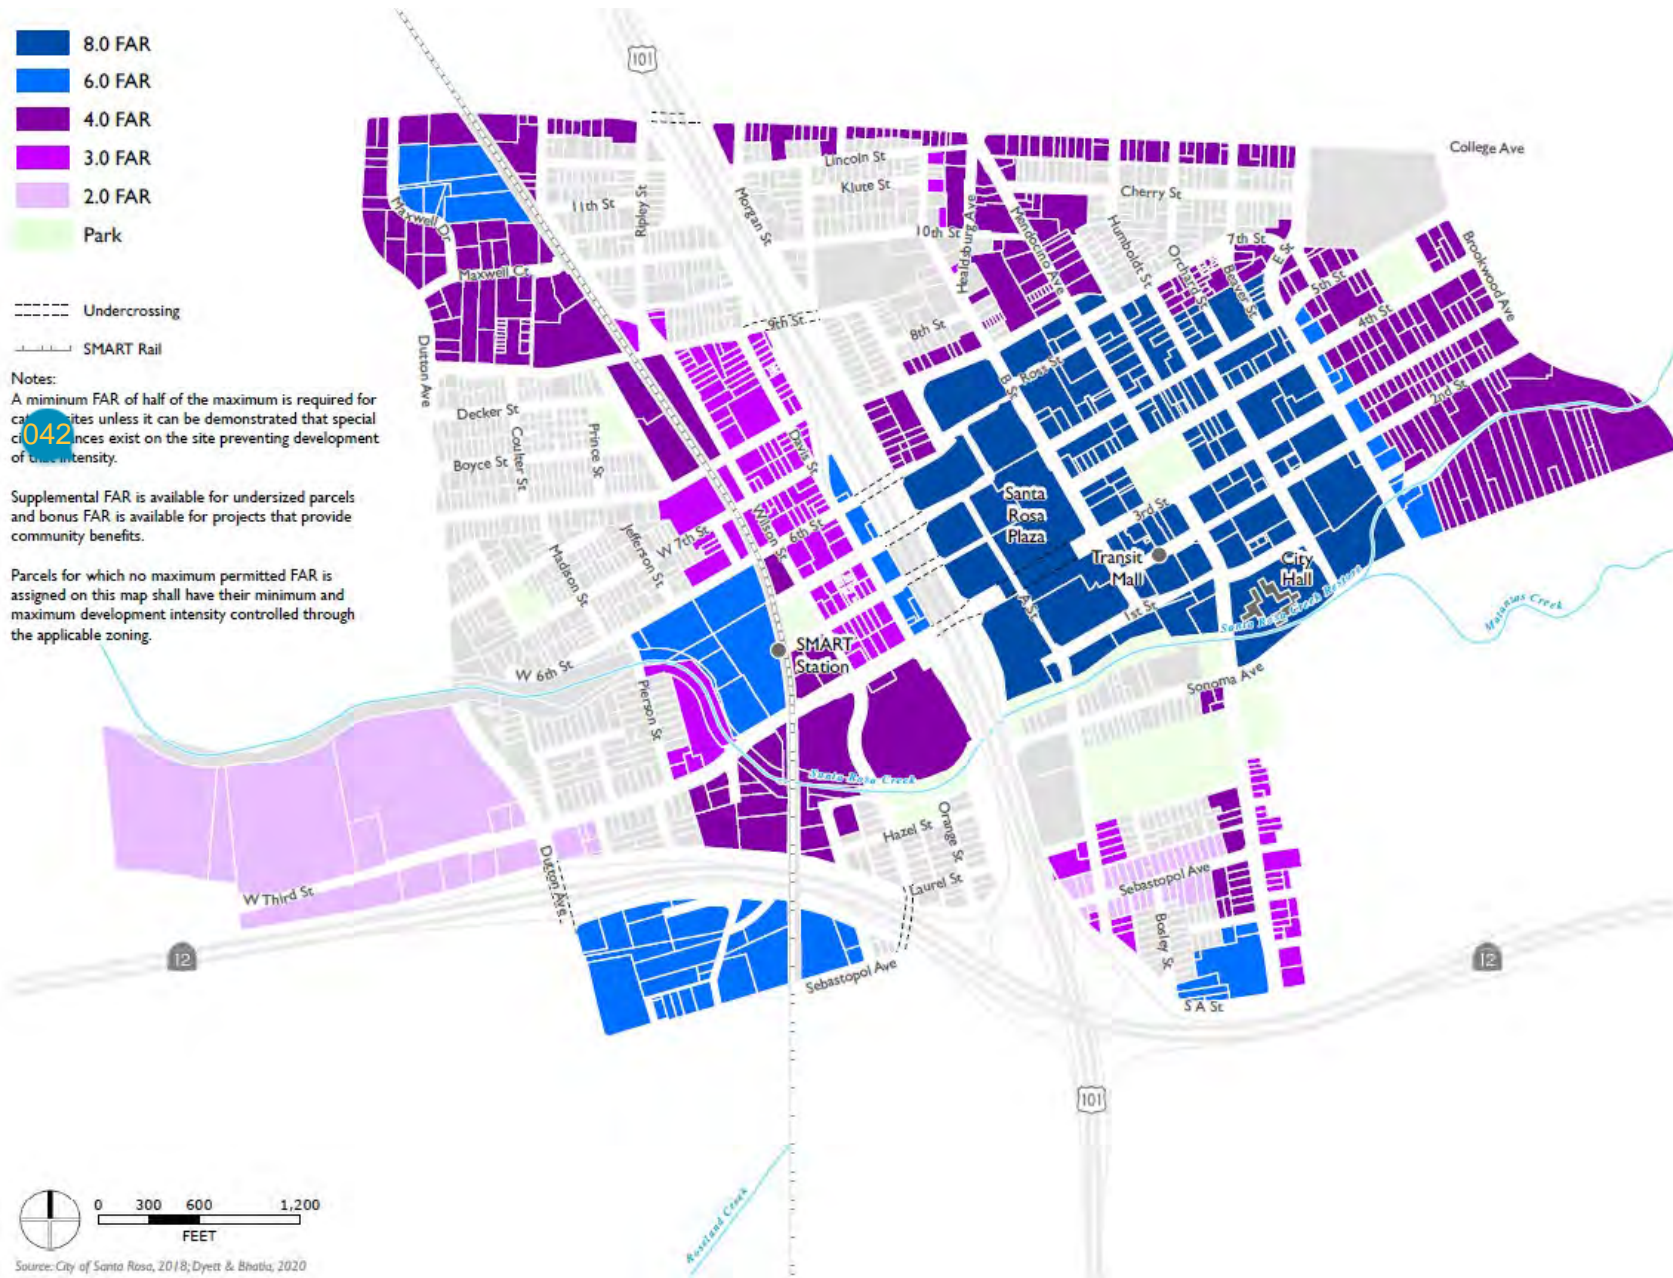 8.0 FAR
6.0 FAR
4.0 FAR
3.0 FAR
2.0 FAR
Park
Undercrossing
SMART Rail
Notes:
A miminum FAR of half of the maximum is required for
sites unless it can be demonstrated that special
exist on the site preventing development
of intensity.
042
Supplemental FAR is available for undersized parcels
and bonus FAR is available for projects that provide
community benefits.
Parcels for which no maximum permitted FAR is
assigned on this map shall have their minimum and
maximum development intensity controlled through
the applicable zoning.
101
College Ave
Lincoln St
Klute St
Cherry St
11th St
Ripley St
Morgan St
Maxwell Dr
10th St
Healdsburg Ave
Mendocino Ave
Humboldt St
Orchard St
7th St
Beaver St
E St
5th St
Brookwood Ave
Maxwell Ct
4th St
9th St
8th St
Dutton Ave
B St
Ross St
2nd St
Decker St
Coulter St
Prince St
Boyce St
Davis St
Santa
Rosa
Plaza
3rd St
Wilson St
6th St
W 7th St
Jefferson St
Madison St
Transit
Mall
City
Hall
A St
1st St
Santa Rosa Creek
Matanzas Creek
SMART
Station
W 6th St
Pierson St
Sonoma Ave
Santa Rosa Creek
Orange St
Hazel St
Laurel St
Dutton Ave
W Third St
Sebastopol Ave
Bosley St
12
12
Sebastopol Ave
S A St
101
Roseland Creek
0 300 600 1,200
FEET
Source: City of Santa Rosa, 2018; Dyett & Bhatia, 2020